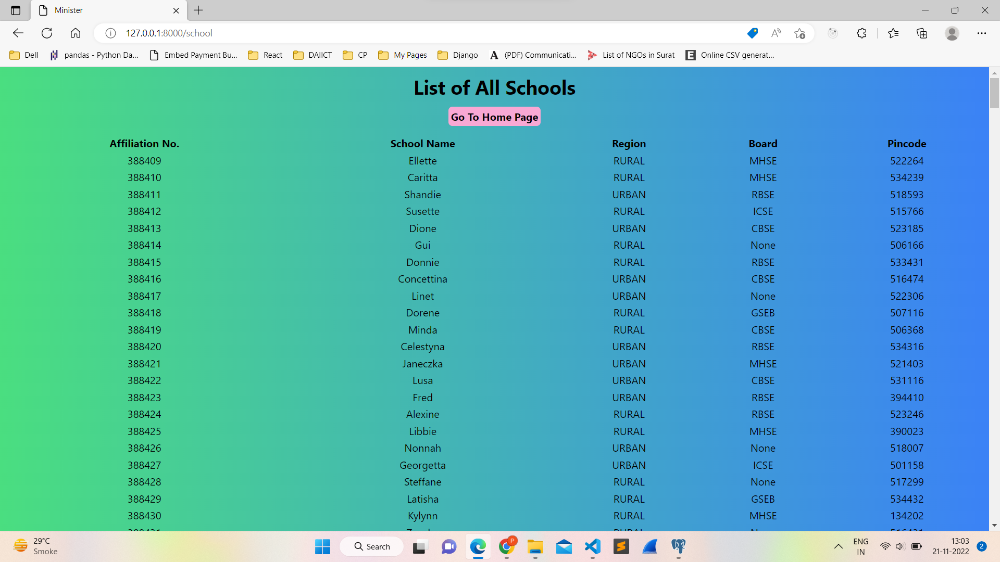 Minister
127.0.0.1:8000/school
Dell pandas - Python Da... Embed Payment Bu... React DAIICT CP My Pages Django A (PDF) Communicati... List of NGOs in Surat E Online CSV generat...
List of All Schools
Go To Home Page
Affiliation No. School Name Region Board Pincode
388409 Ellette RURAL MHSE 522264
388410 Caritta RURAL MHSE 534239
388411 Shandie URBAN RBSE 518593
388412 Susette RURAL ICSE 515766
388413 Dione URBAN CBSE 523185
388414 Gui RURAL None 506166
388415 Donnie RURAL RBSE 533431
388416 Concettina URBAN CBSE 516474
388417 Linet URBAN None 522306
388418 Dorene RURAL GSEB 507116
388419 Minda RURAL CBSE 506368
388420 Celestyna URBAN RBSE 534316
388421 Janeczka URBAN MHSE 521403
388422 Lusa URBAN CBSE 531116
388423 Fred URBAN RBSE 394410
388424 Alexine RURAL RBSE 523246
388425 Libbie RURAL MHSE 390023
388426 Nonnah URBAN None 518007
388427 Georgetta URBAN ICSE 501158
388428 Steffane RURAL None 517299
388429 Latisha RURAL GSEB 534432
388430 Kylynn RURAL MHSE 134202
29°C
Smoke
Search
P
ENG
IN
13:03
21-11-2022
2